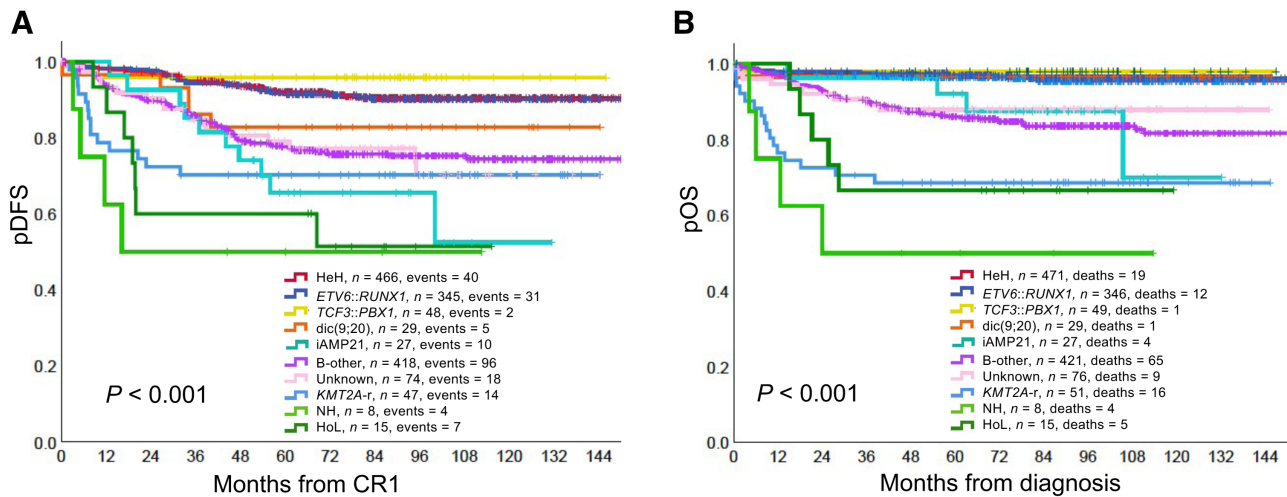 A
pDFS
1.0
0.8
0.6
0.4
0.2
0.0
HeH, n = 466, events = 40
ETV6::RUNX1, n = 345, events = 31
TCF3::PBX1, n = 48, events = 2
dic(9;20), n = 29, events = 5
iAMP21, n = 27, events = 10
B-other, n = 418, events = 96
Unknown, n = 74, events = 18
KMT2A-r, n = 47, events = 14
NH, n = 8, events = 4
HoL, n = 15, events = 7
P < 0.001
0 12 24 36 48 60 72 84 96 108 120 132 144
Months from CR1
B
pOS
1.0
0.8
0.6
0.4
0.2
0.0
HeH, n = 471, deaths = 19
ETV6::RUNX1, n = 346, deaths = 12
TCF3::PBX1, n = 49, deaths = 1
dic(9;20), n = 29, deaths = 1
iAMP21, n = 27, deaths = 4
B-other, n = 421, deaths = 65
Unknown, n = 76, deaths = 9
KMT2A-r, n = 51, deaths = 16
NH, n = 8, deaths = 4
HoL, n = 15, deaths = 5
P < 0.001
0 12 24 36 48 60 72 84 96 108 120 132 144
Months from diagnosis